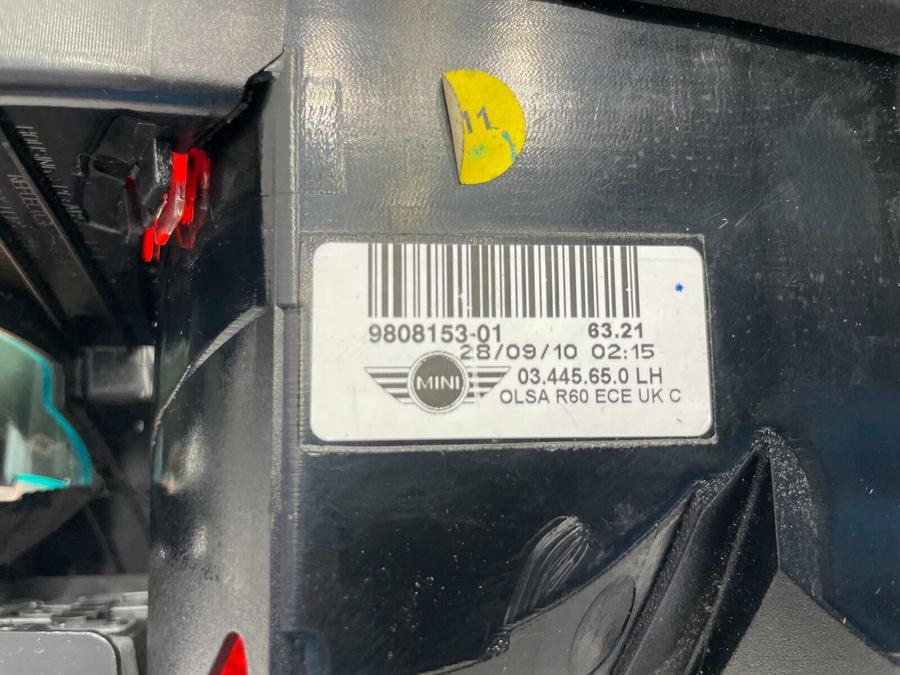 11
9808153-01 63.21
28/09/10 02:15
MINI
03.445.65.0 LH
OLSA R60 ECE UK C
REFLECTOR